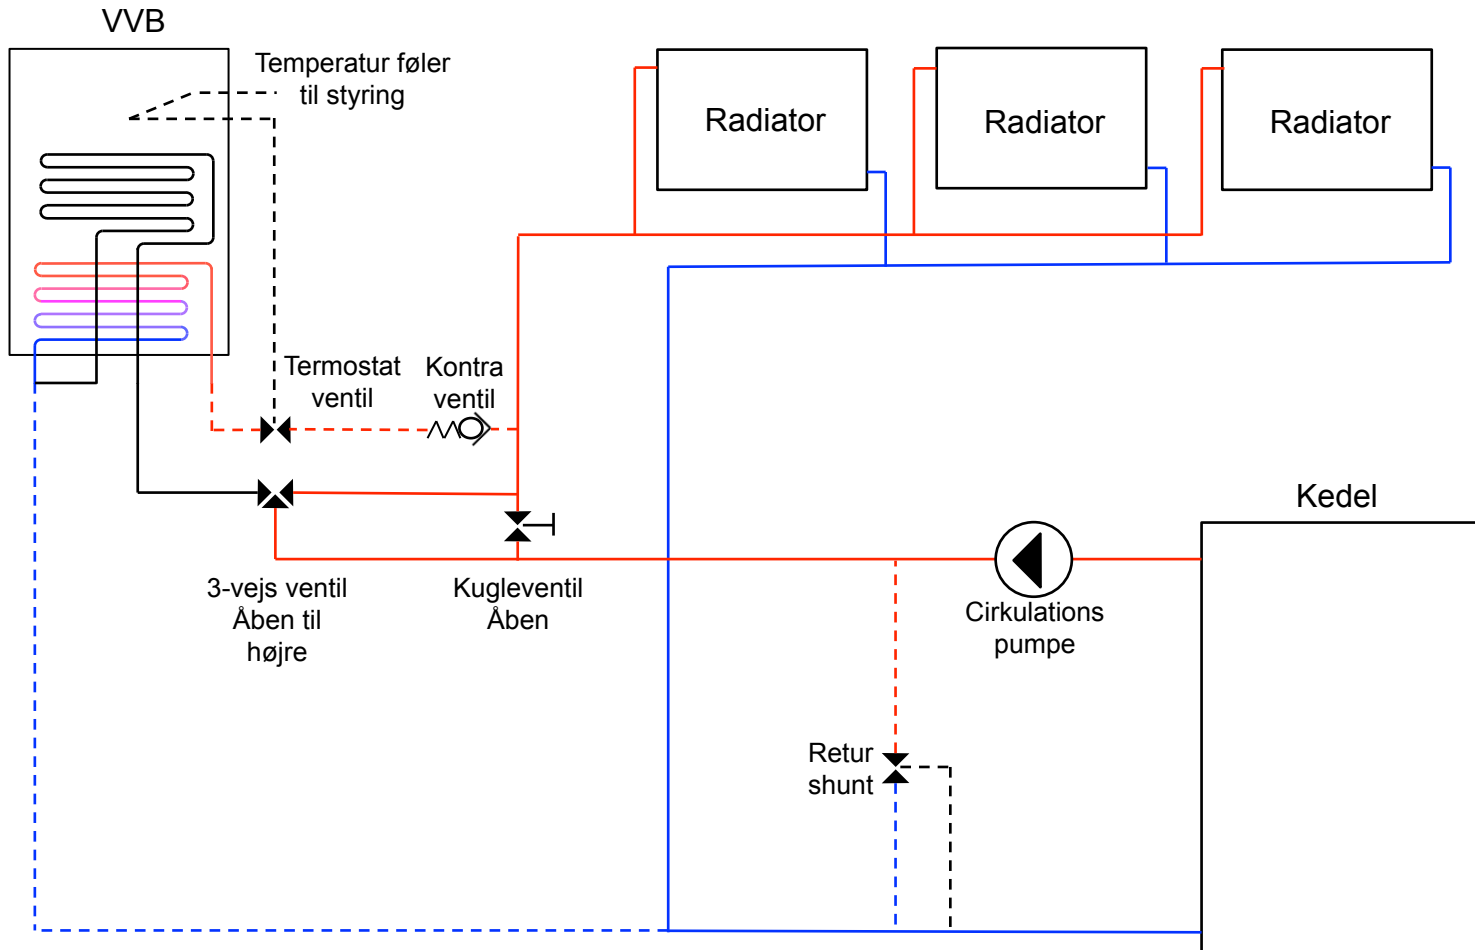 VVB
Temperatur føler
til styring
Radiator
Radiator
Radiator
Termostat
ventil
Kontra
ventil
Kedel
3-vejs ventil
Åben til
højre
Kugleventil
Åben
Cirkulations
pumpe
Retur
shunt